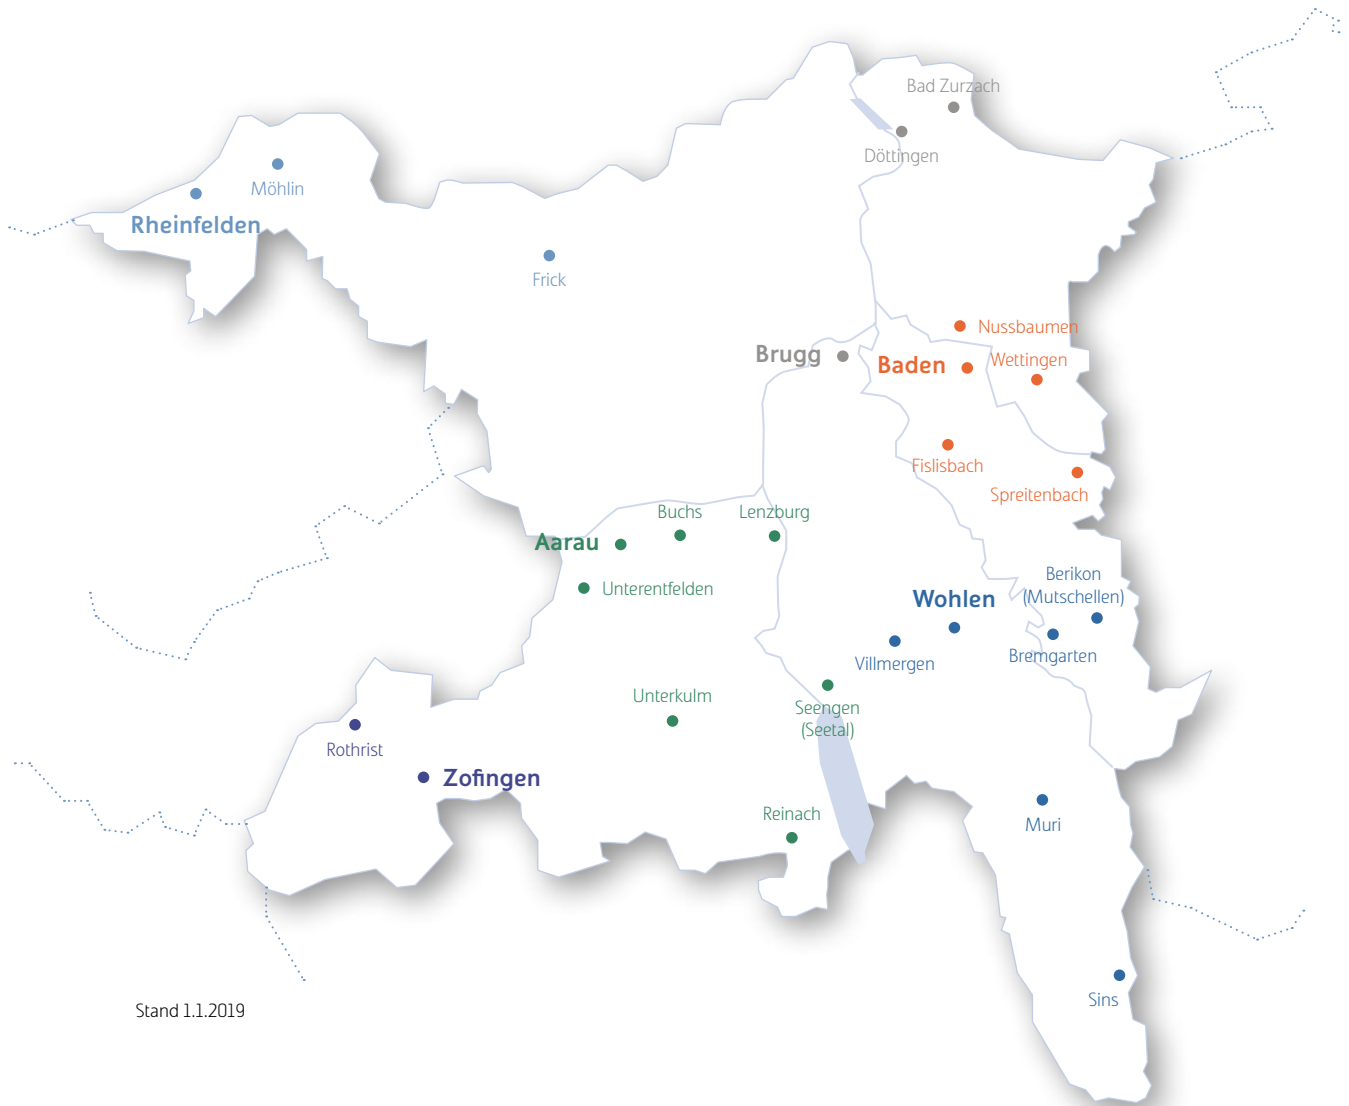 Bad Zurzach
Döttingen
Möhlin
Rheinfelden
Frick
Nussbaumen
Brugg
Baden
Wettingen
Fislisbach
Spreitenbach
Buchs
Lenzburg
Aarau
Unterentfelden
Berikon
(Mutschellen)
Wohlen
Bremgarten
Villmergen
Unterkulm
Seengen
(Seetal)
Rothrist
Zofingen
Reinach
Muri
Sins
Stand 1.1.2019